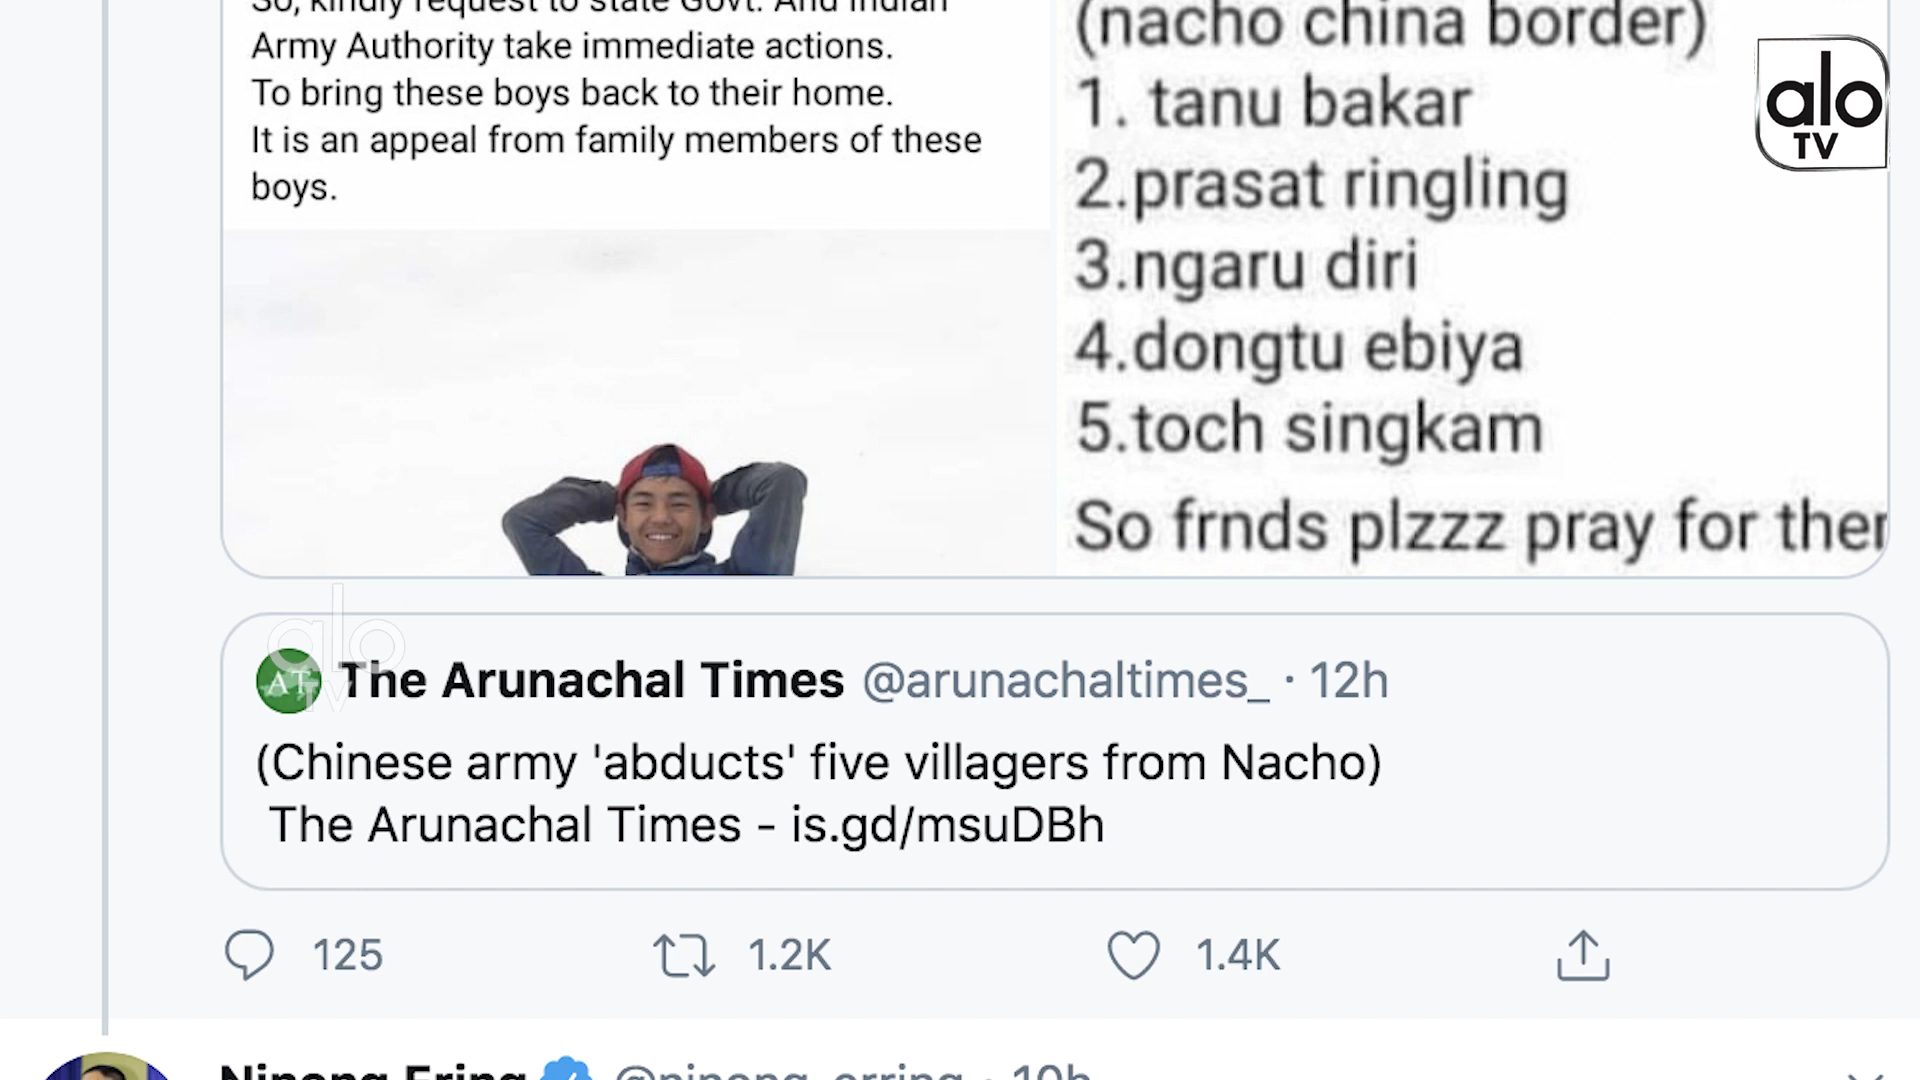 So, kindly request to state Govt. And Indian
Army Authority take immediate actions.
To bring these boys back to their home.
It is an appeal from family members of these
boys.
(nacho china border)
1. tanu bakar
2.prasat ringling
3.ngaru diri
4.dongtu ebiya
5.toch singkam
So frnds plzzz pray for them
alo
TV
alo
TV
AT The Arunachal Times @arunachaltimes_ · 12h
(Chinese army 'abducts' five villagers from Nacho)
The Arunachal Times - is.gd/msuDBh
125 1.2K 1.4K
Ninong Ering @ninong_erring · 10h